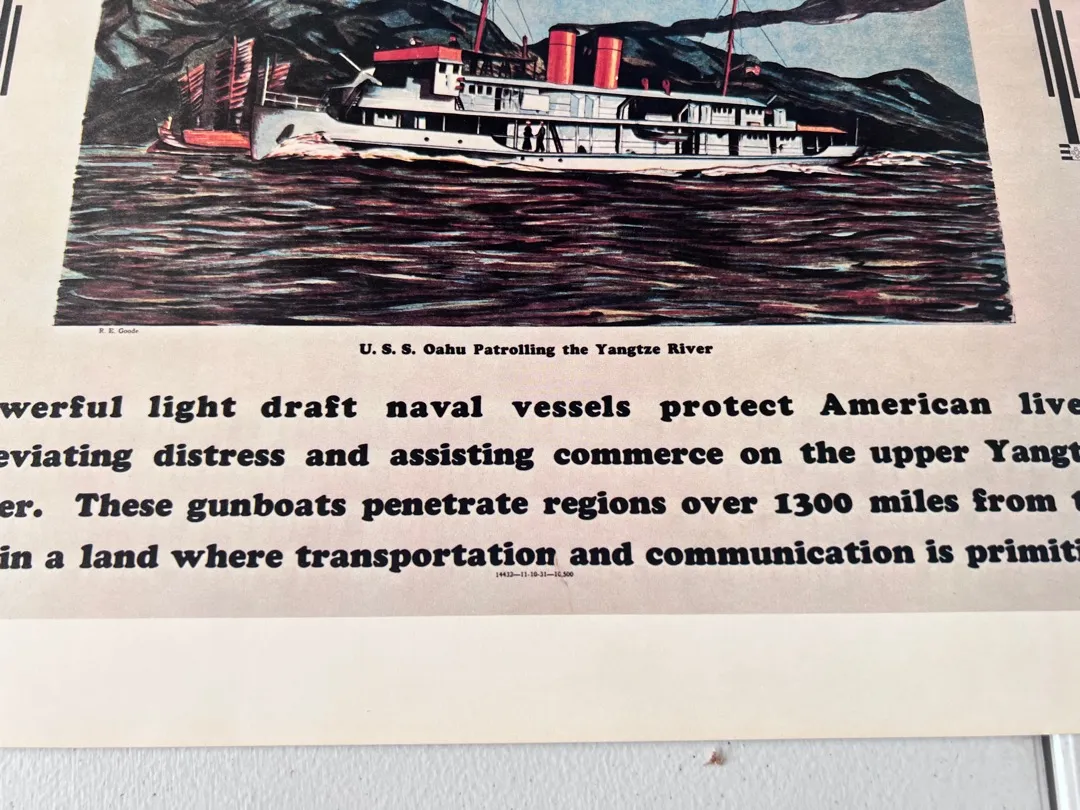 R. E. Goode
U. S. S. Oahu Patrolling the Yangtze River
werful light draft naval vessels protect American live
eviating distress and assisting commerce on the upper Yangt
er. These gunboats penetrate regions over 1300 miles from t
in a land where transportation and communication is primiti
14432—11-10-31—10,500